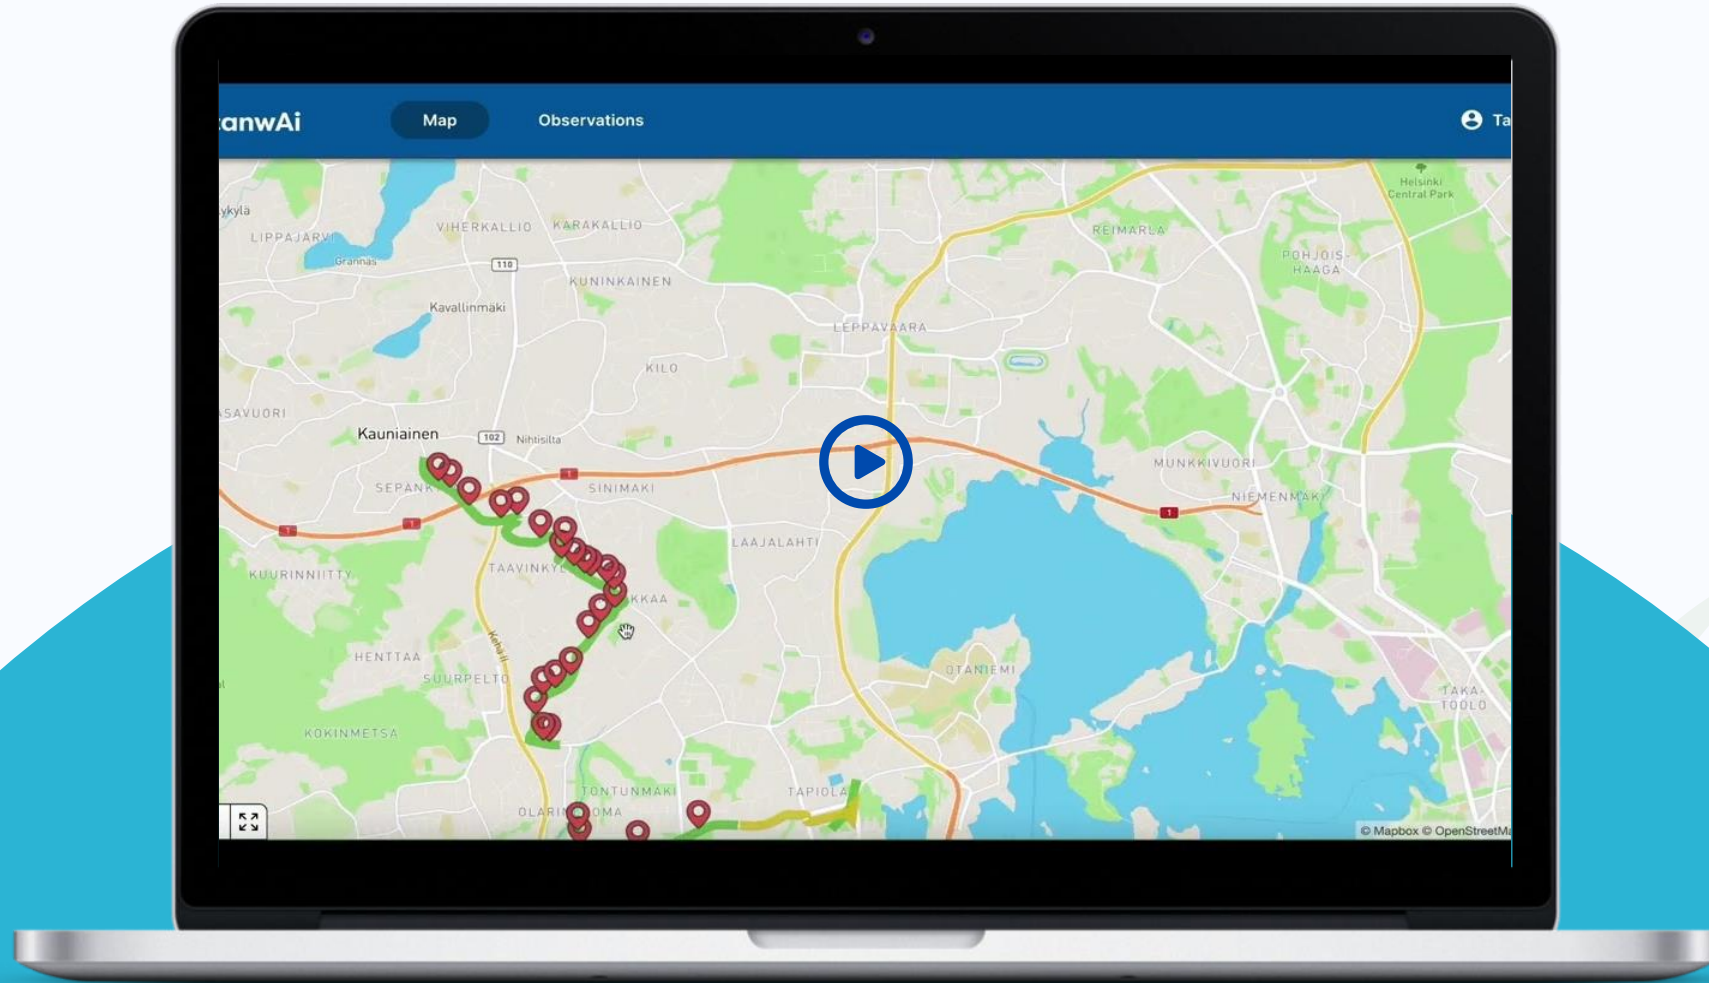 anwAi
Map
Observations
Ta
Helsinki
Central Park
ykylä
LIPPAJÄRVI
VIHERKALLIO
KARAKALLIO
REIMARLA
Grannas
110
KUNINKAINEN
POHJOIS-
HAAGA
Kavallinmäki
LEPPÄVAARA
KILO
SAVUORI
Kauniainen
102
Nihtisilta
MUNKKIVUORI
1
SEPÄNK
SINIMÄKI
NIEMENMÄKI
1
1
1
LAAJALAHTI
KUURINNIITTY
TAAVINKYL
KKAA
Kehä II
HENTTAA
SUURPELTO
OTANIEMI
TAKA-
TÖÖLÖ
KOKINMETSÄ
TONTUNMÄKI
TAPIOLA
OLARI
OMA
© Mapbox © OpenStreetMa